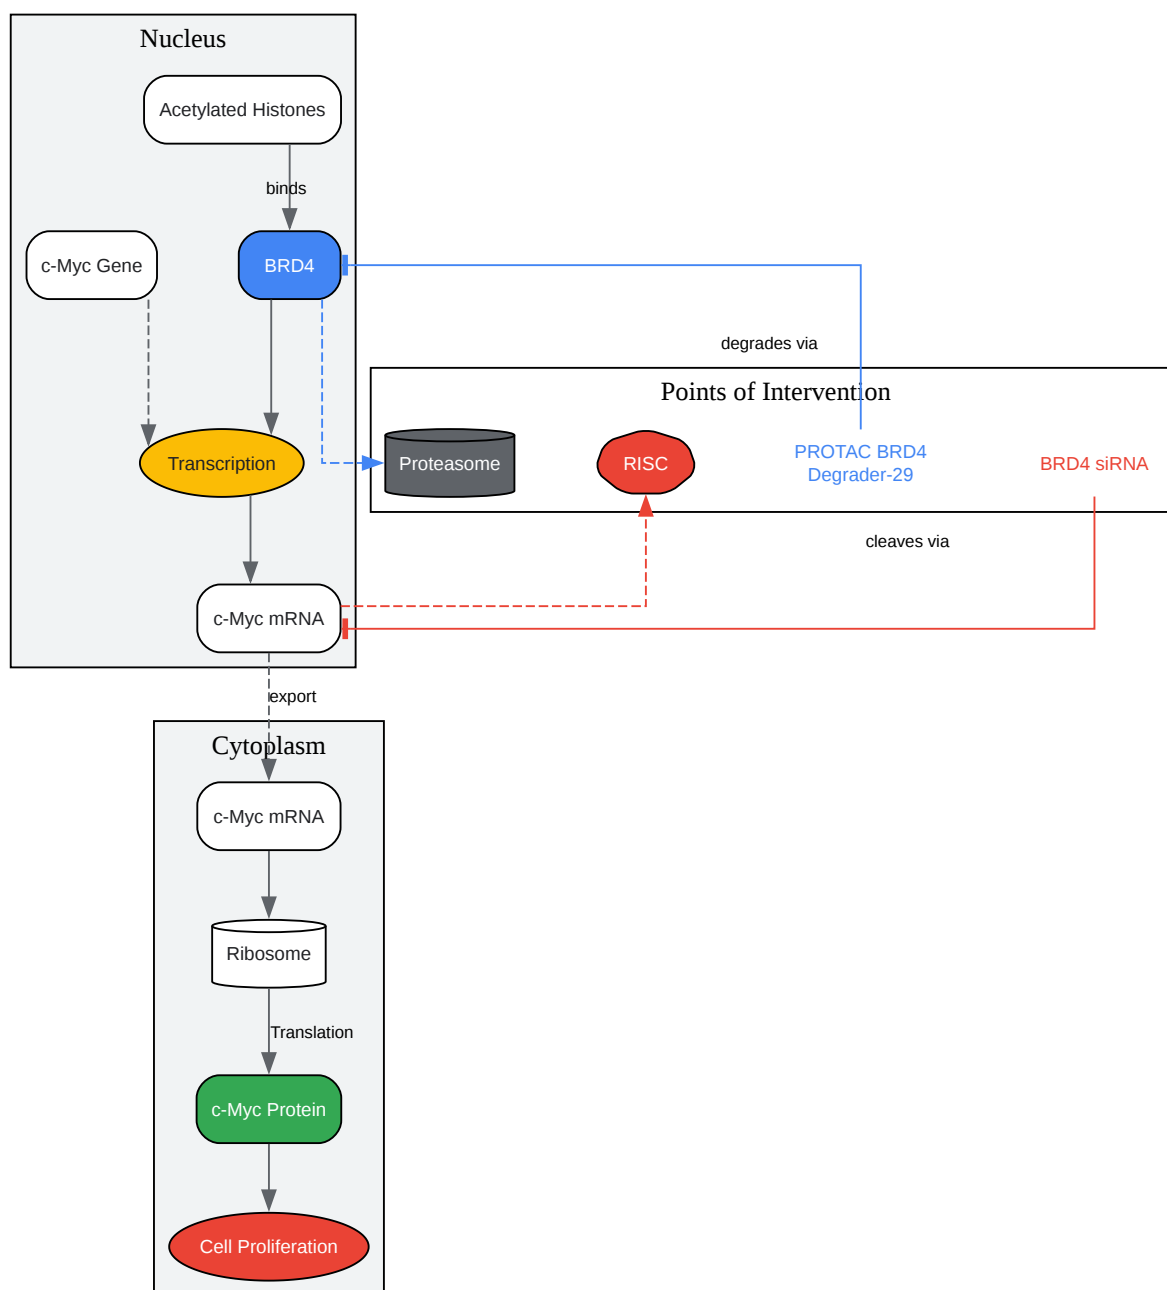 Nucleus
Acetylated Histones
binds
c-Myc Gene
BRD4
degrades via
Points of Intervention
Transcription
Proteasome
RISC
PROTAC BRD4
Degrader-29
BRD4 siRNA
cleaves via
c-Myc mRNA
export
Cytoplasm
c-Myc mRNA
Ribosome
Translation
c-Myc Protein
Cell Proliferation